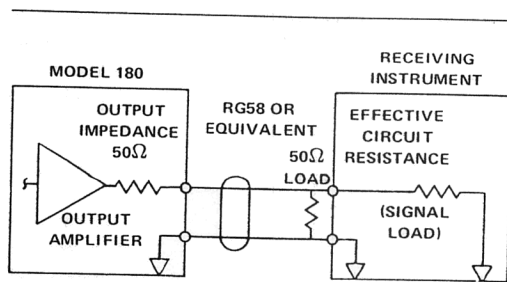 MODEL 180
OUTPUT
IMPEDANCE
50Ω
OUTPUT
AMPLIFIER
RG58 OR
EQUIVALENT
50Ω
LOAD
RECEIVING
INSTRUMENT
EFFECTIVE
CIRCUIT
RESISTANCE
(SIGNAL
LOAD)